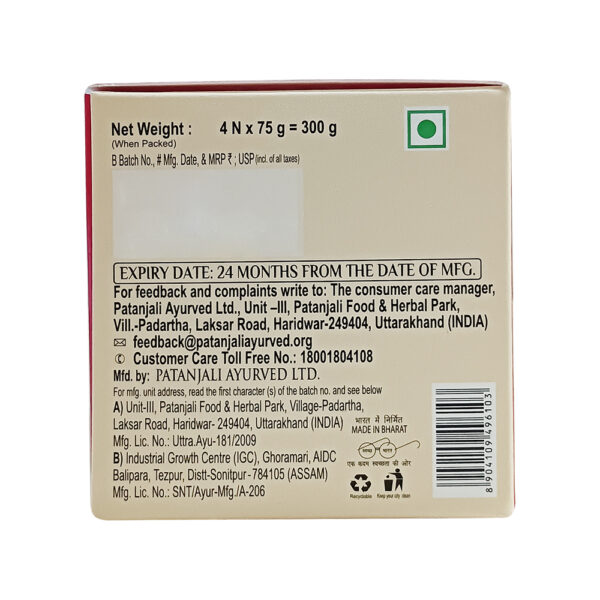 Net Weight : 4 N x 75 g = 300 g
(When Packed)
B Batch No., # Mfg. Date, & MRP ₹ ; USP (incl. of all taxes)
EXPIRY DATE: 24 MONTHS FROM THE DATE OF MFG.
For feedback and complaints write to: The consumer care manager,
Patanjali Ayurved Ltd., Unit –III, Patanjali Food & Herbal Park,
Vill.-Padartha, Laksar Road, Haridwar-249404, Uttarakhand (INDIA)
feedback@patanjaliayurved.org
Customer Care Toll Free No.: 18001804108
Mfd. by: PATANJALI AYURVED LTD.
For mfg. unit address, read the first character (s) of the batch no. and see below
A) Unit-III, Patanjali Food & Herbal Park, Village-Padartha,
Laksar Road, Haridwar- 249404, Uttarakhand (INDIA)
Mfg. Lic. No.: Uttra.Ayu-181/2009
B) Industrial Growth Centre (IGC), Ghoramari, AIDC
Balipara, Tezpur, Distt-Sonitpur -784105 (ASSAM)
Mfg. Lic. No.: SNT/Ayur-Mfg./A-206
भारत में निर्मित
MADE IN BHARAT
स्वच्छ भारत
एक कदम स्वच्छता की ओर
Recyclable Keep your city clean
8 904109 496103